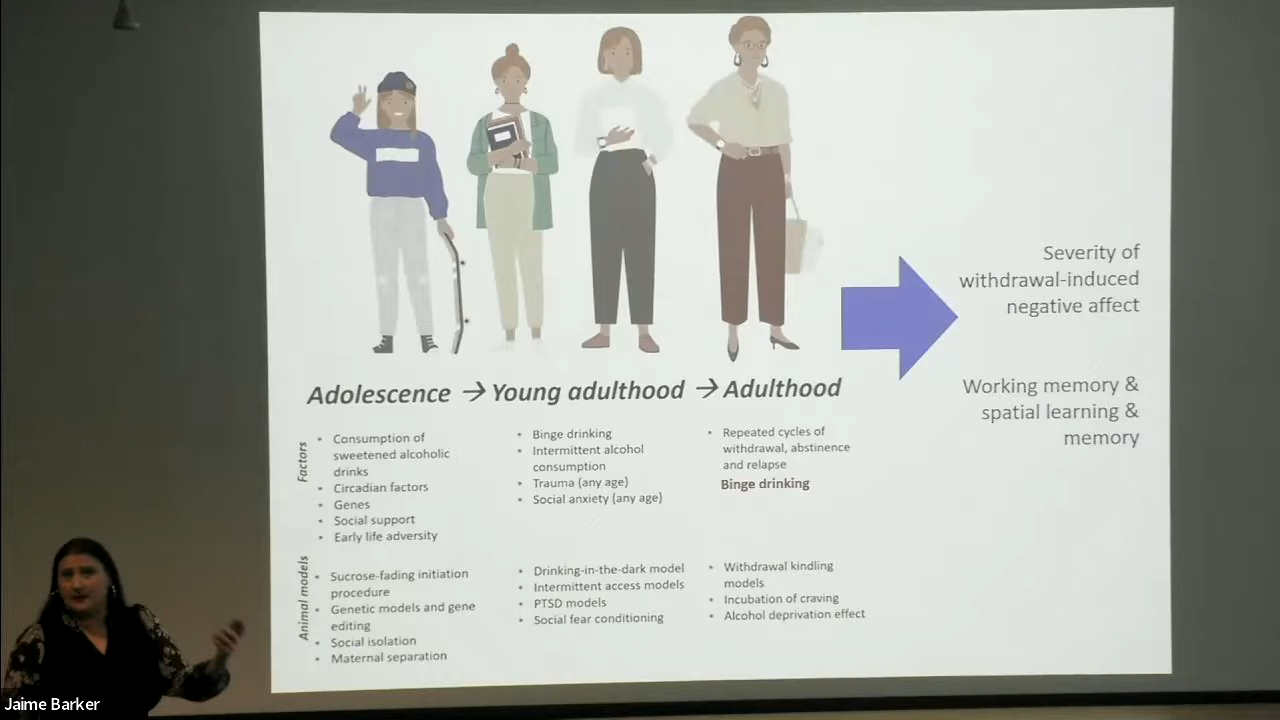 Severity of
withdrawal-induced
negative affect
Working memory &
spatial learning &
memory
Adolescence → Young adulthood → Adulthood
Factors
• Consumption of
sweetened alcoholic
drinks
• Circadian factors
• Genes
• Social support
• Early life adversity
• Binge drinking
• Intermittent alcohol
consumption
• Trauma (any age)
• Social anxiety (any age)
• Repeated cycles of
withdrawal, abstinence
and relapse
Binge drinking
Animal models
• Sucrose-fading initiation
procedure
• Genetic models and gene
editing
• Social isolation
• Maternal separation
• Drinking-in-the-dark model
• Intermittent access models
• PTSD models
• Social fear conditioning
• Withdrawal kindling
models
• Incubation of craving
• Alcohol deprivation effect
Jaime Barker